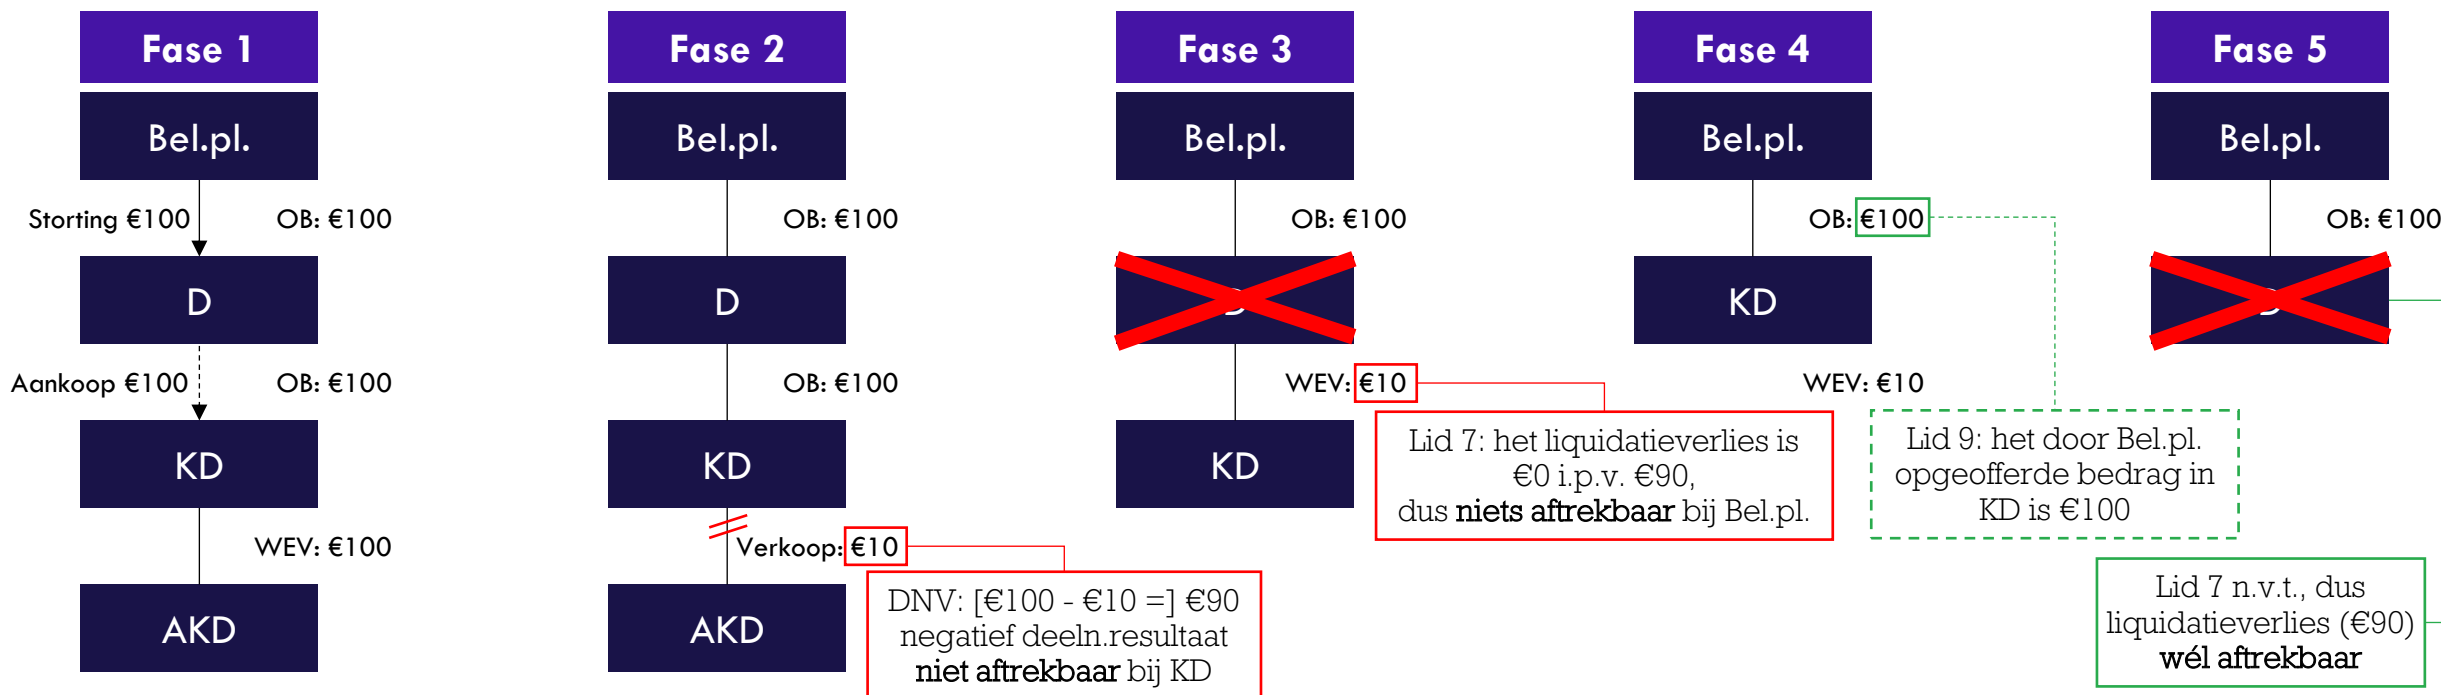 Fase 1
Bel.pl.
Storting €100
OB: €100
D
Aankoop €100
OB: €100
KD
WEV: €100
AKD
Fase 2
Bel.pl.
OB: €100
D
OB: €100
KD
Verkoop: €10
AKD
DNV: [€100 - €10 =] €90
negatief deeln.resultaat
niet aftrekbaar bij KD
Fase 3
Bel.pl.
OB: €100
D
WEV: €10
KD
Lid 7: het liquidatieverlies is
€0 i.p.v. €90,
dus niets aftrekbaar bij Bel.pl.
Fase 4
Bel.pl.
OB: €100
KD
WEV: €10
Lid 9: het door Bel.pl.
opgeofferde bedrag in
KD is €100
Fase 5
Bel.pl.
OB: €100
D
Lid 7 n.v.t., dus
liquidatieverlies (€90)
wél aftrekbaar